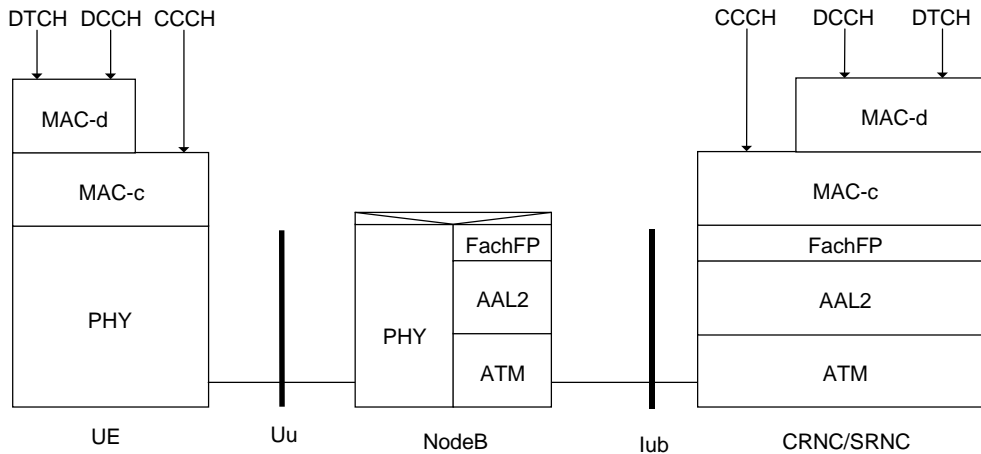 DTCH DCCH CCCH
CCCH DCCH DTCH
MAC-d
MAC-d
MAC-c
MAC-c
FachFP
FachFP
PHY
PHY
AAL2
AAL2
ATM
ATM
UE
Uu
NodeB
Iub
CRNC/SRNC